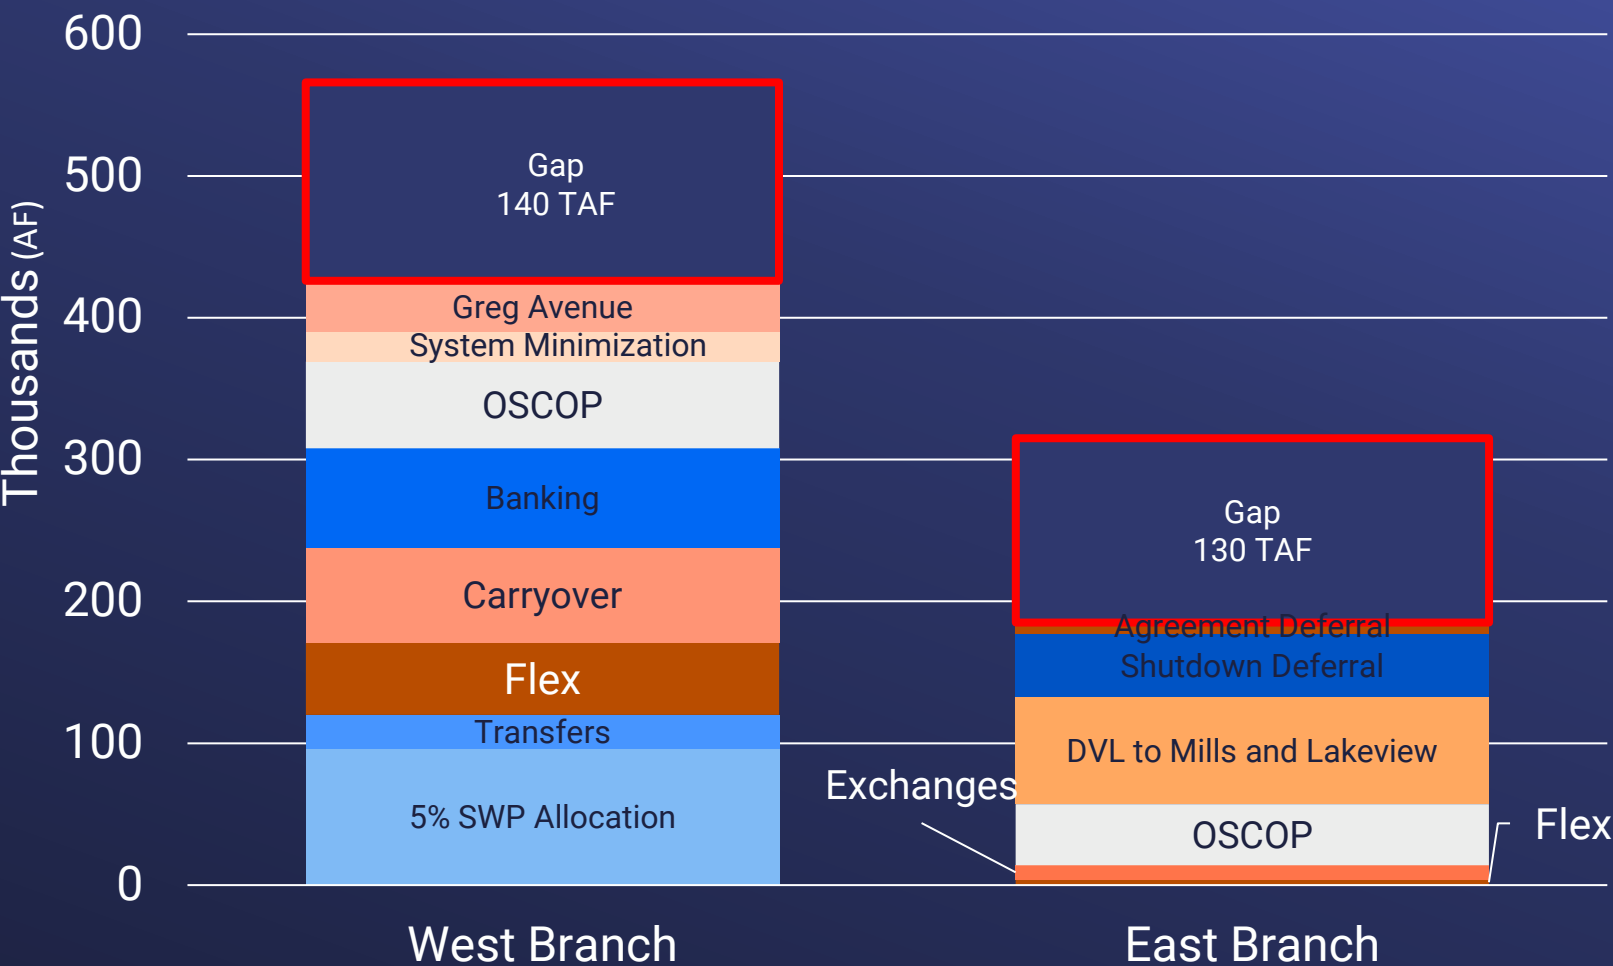 600
500
400
300
200
100
0
Thousands (AF)
Gap
140 TAF
Greg Avenue
System Minimization
OSCOP
Banking
Carryover
Flex
Transfers
5% SWP Allocation
West Branch
Gap
130 TAF
Agreement Deferral
Shutdown Deferral
DVL to Mills and Lakeview
OSCOP
Exchanges
Flex
East Branch